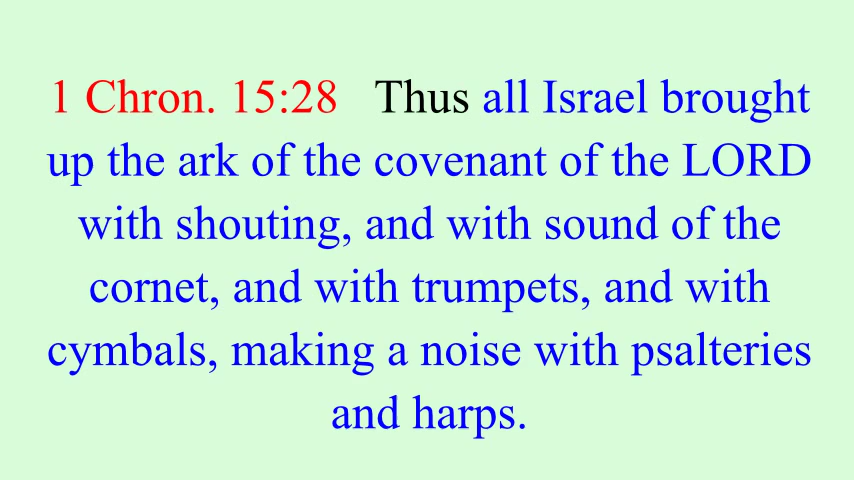 1 Chron. 15:28 Thus all Israel brought
up the ark of the covenant of the LORD
with shouting, and with sound of the
cornet, and with trumpets, and with
cymbals, making a noise with psalteries
and harps.